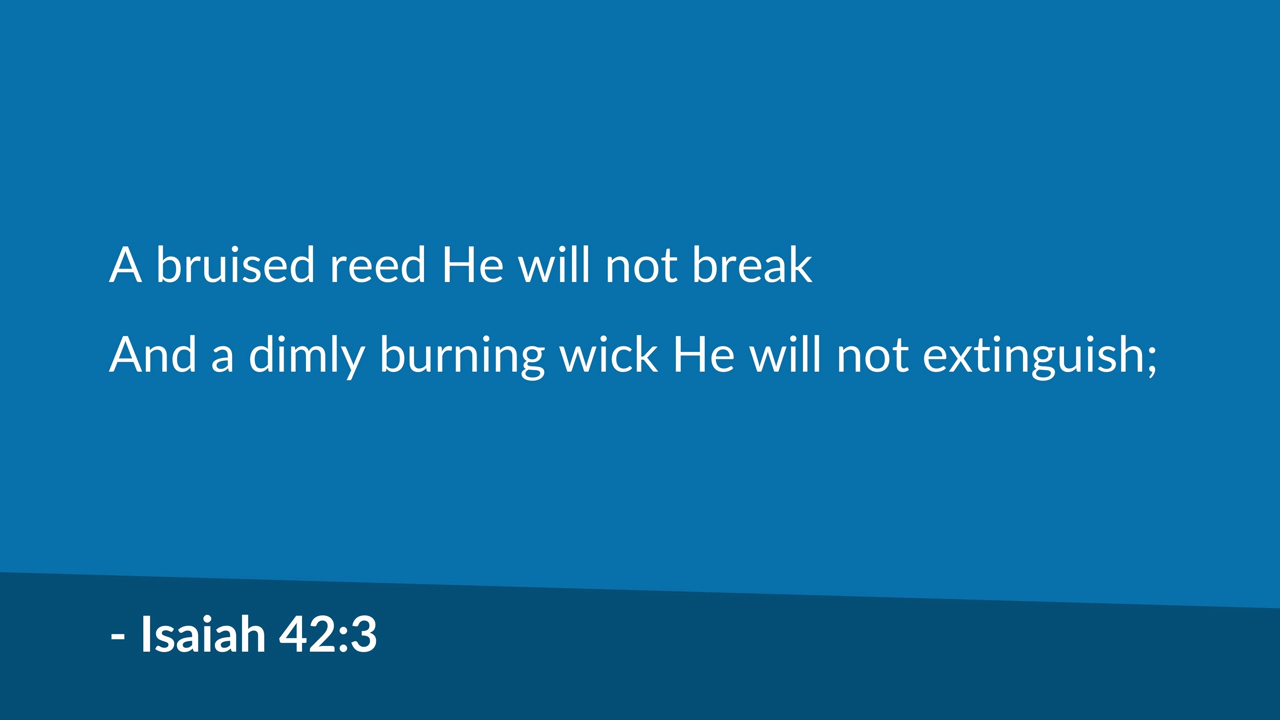 A bruised reed He will not break
And a dimly burning wick He will not extinguish;
- Isaiah 42:3